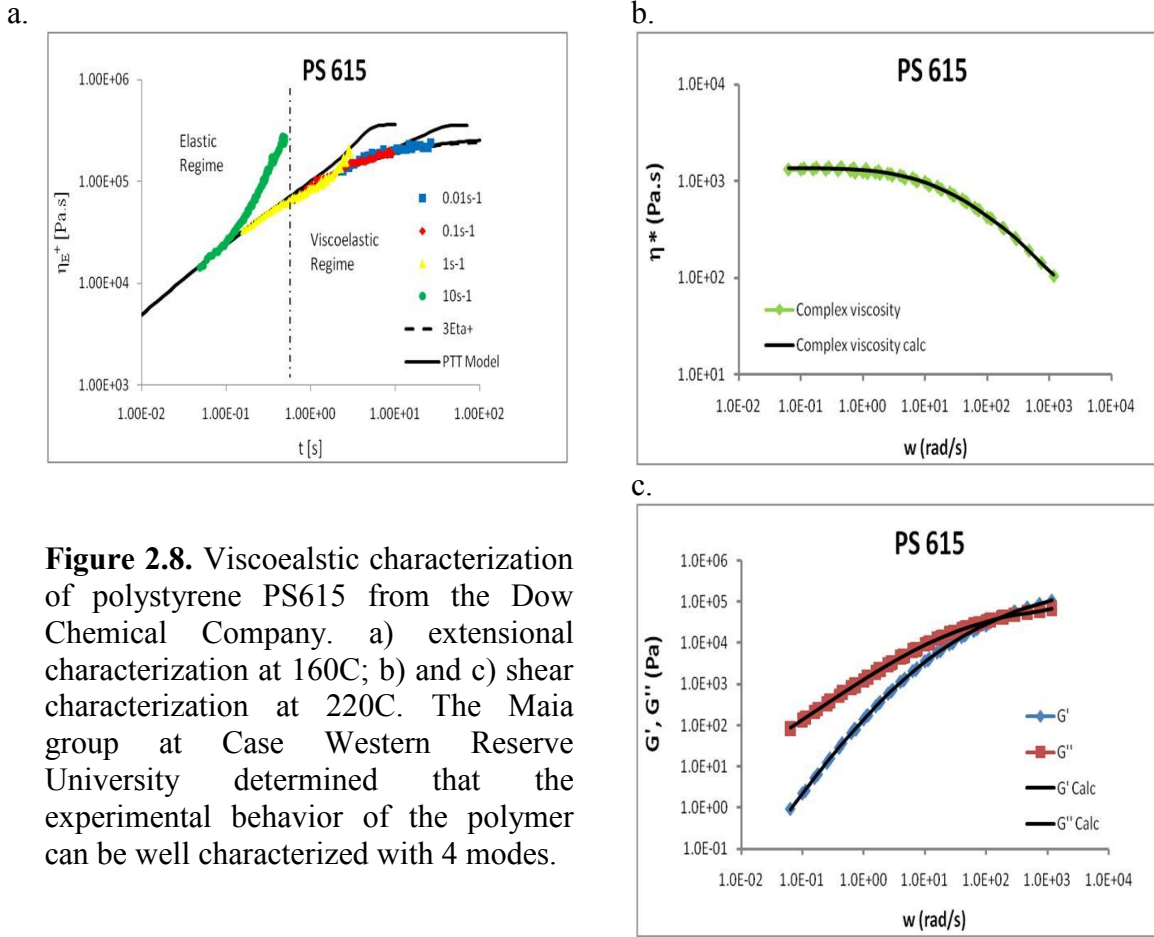 a.
PS 615
1.00E+06
1.00E+05
1.00E+04
1.00E+03
ηE+ [Pa.s]
Elastic
Regime
Viscoelastic
Regime
0.01s-1
0.1s-1
1s-1
10s-1
3Eta+
PTT Model
1.00E-02 1.00E-01 1.00E+00 1.00E+01 1.00E+02
t [s]
b.
PS 615
1.0E+04
1.0E+03
1.0E+02
1.0E+01
η* (Pa.s)
Complex viscosity
Complex viscosity calc
1.0E-02 1.0E-01 1.0E+00 1.0E+01 1.0E+02 1.0E+03 1.0E+04
w (rad/s)
c.
PS 615
1.0E+06
1.0E+05
1.0E+04
1.0E+03
1.0E+02
1.0E+01
1.0E+00
1.0E-01
G', G'' (Pa)
G'
G''
G' Calc
G'' Calc
1.0E-02 1.0E-01 1.0E+00 1.0E+01 1.0E+02 1.0E+03 1.0E+04
w (rad/s)
Figure 2.8. Viscoealstic characterization
of polystyrene PS615 from the Dow
Chemical Company. a) extensional
characterization at 160C; b) and c) shear
characterization at 220C. The Maia
group at Case Western Reserve
University determined that the
experimental behavior of the polymer
can be well characterized with 4 modes.